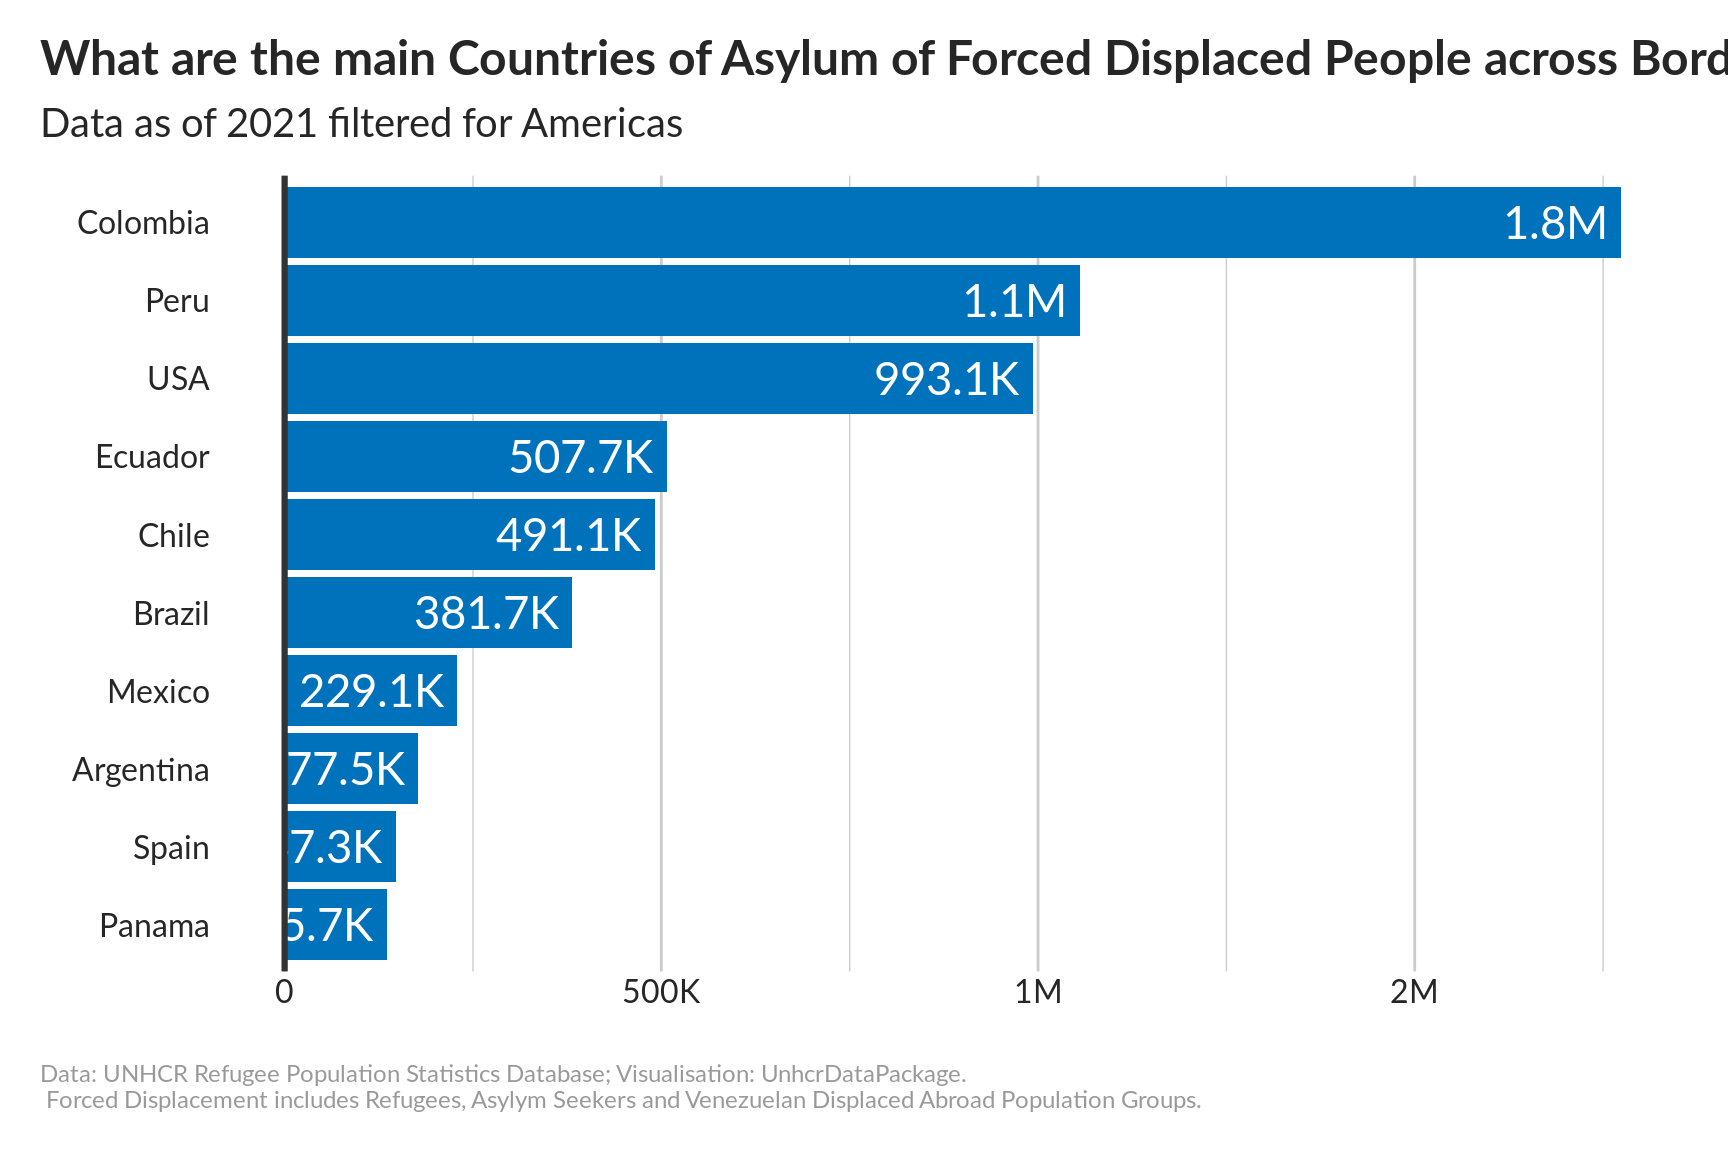 What are the main Countries of Asylum of Forced Displaced People across Bord
Data as of 2021 filtered for Americas
Colombia 1.8M
Peru 1.1M
USA 993.1K
Ecuador 507.7K
Chile 491.1K
Brazil 381.7K
Mexico 229.1K
Argentina 77.5K
Spain 7.3K
Panama 5.7K
0 500K 1M 2M
Data: UNHCR Refugee Population Statistics Database; Visualisation: UnhcrDataPackage.
Forced Displacement includes Refugees, Asylym Seekers and Venezuelan Displaced Abroad Population Groups.